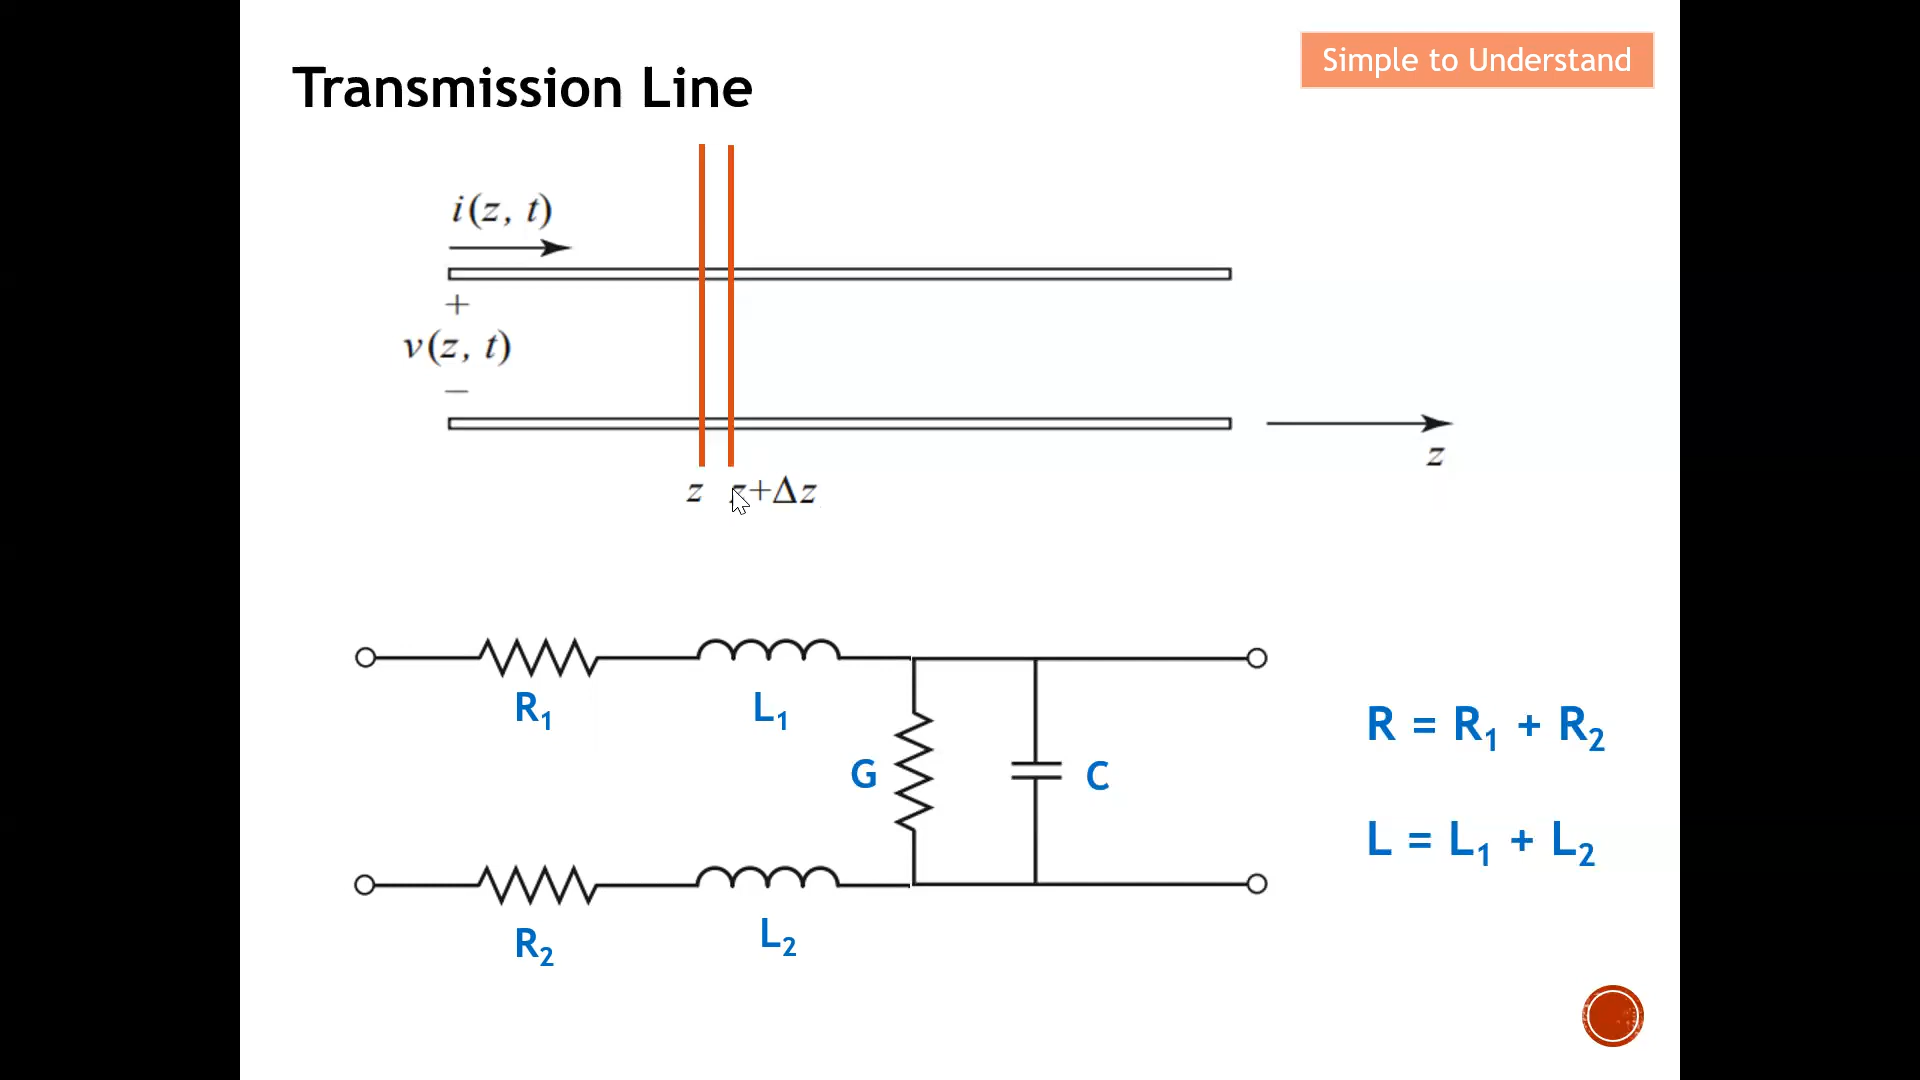 Simple to Understand
Transmission Line
i(z, t)
+
v(z, t)
−
z
z z+Δz
R₁
L₁
R = R₁ + R₂
G
C
L = L₁ + L₂
R₂
L₂